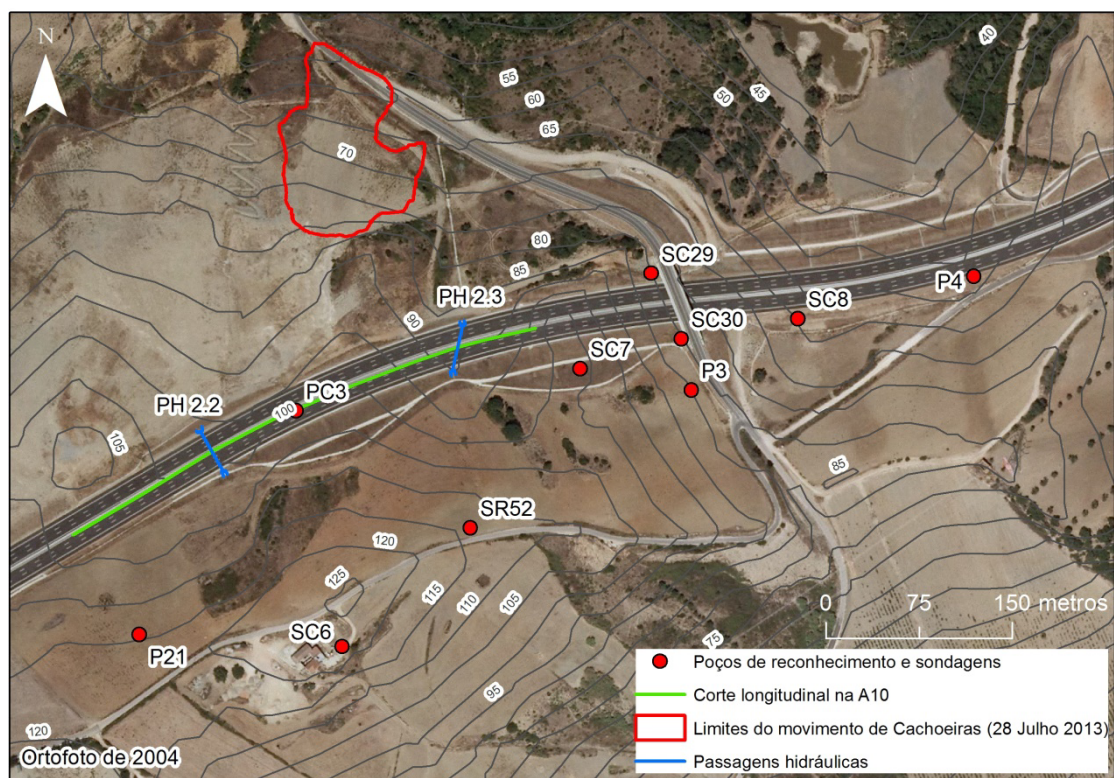 N
40
55
50
45
60
65
70
80
85
SC29
PH 2.3
P4
SC8
90
SC30
SC7
PC3
P3
100
PH 2.2
105
85
SR52
120
125
115
110
105
0 75 150 metros
SC6
75
P21
95
120
Poços de reconhecimento e sondagens
Corte longitudinal na A10
Limites do movimento de Cachoeiras (28 Julho 2013)
Passagens hidráulicas
Ortofoto de 2004